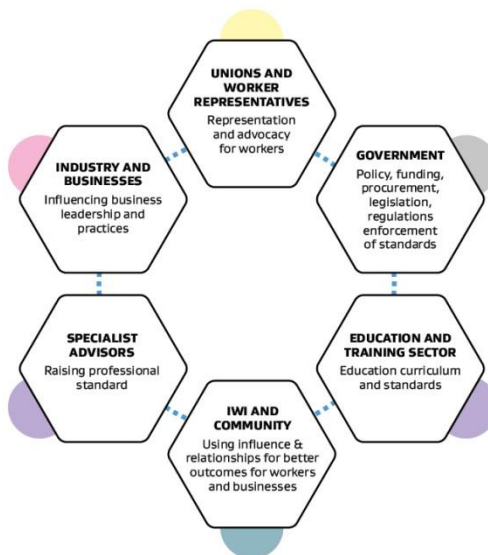 UNIONS AND
WORKER
REPRESENTATIVES
Representation
and advocacy
for workers
GOVERNMENT
Policy, funding,
procurement,
legislation,
regulations
enforcement
of standards
EDUCATION AND
TRAINING SECTOR
Education curriculum
and standards
IWI AND
COMMUNITY
Using influence &
relationships for better
outcomes for workers
and businesses
SPECIALIST
ADVISORS
Raising professional
standard
INDUSTRY AND
BUSINESSES
Influencing business
leadership and
practices